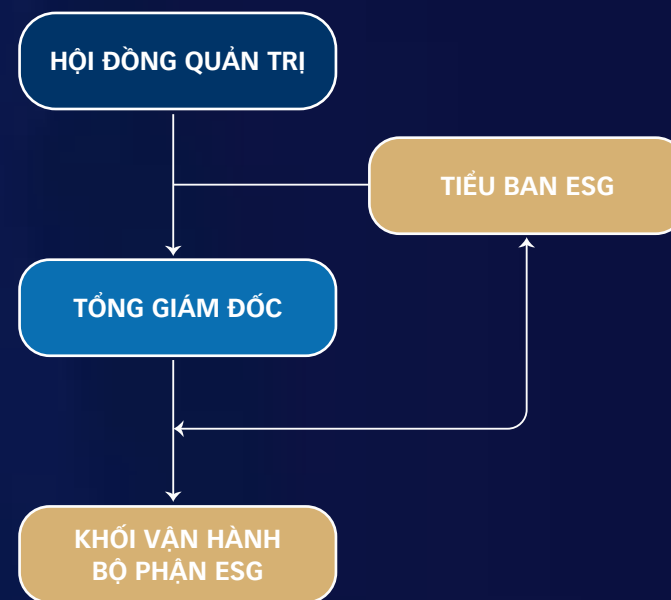 HỘI ĐỒNG QUẢN TRỊ
TIỂU BAN ESG
TỔNG GIÁM ĐỐC
KHỐI VẬN HÀNH
BỘ PHẬN ESG